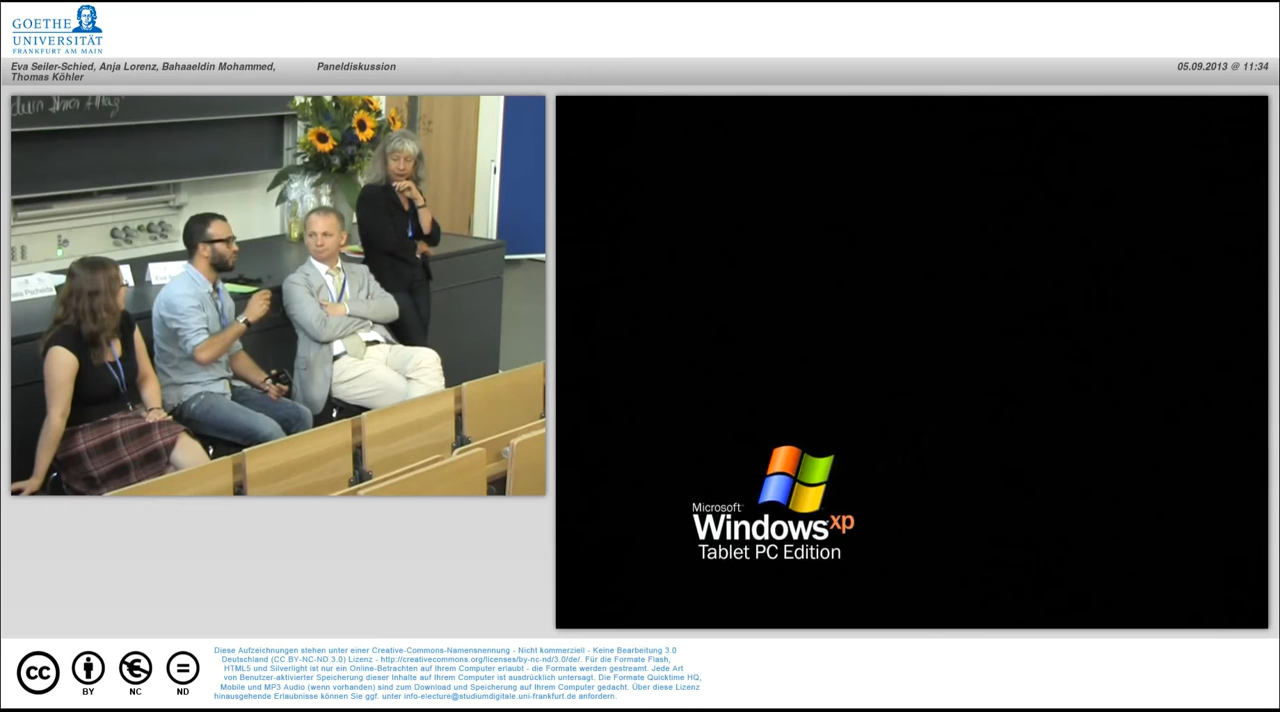 GOETHE
UNIVERSITÄT
FRANKFURT AM MAIN
Eva Seiler-Schied, Anja Lorenz, Bahaaeldin Mohammed,
Thomas Köhler
Paneldiskussion
05.09.2013 @ 11:34
Microsoft
Windows xp
Tablet PC Edition
cc
BY
NC
ND
Diese Aufzeichnungen stehen unter einer Creative-Commons-Namensnennung - Nicht kommerziell - Keine Bearbeitung 3.0
Deutschland (CC BY-NC-ND 3.0) Lizenz - http://creativecommons.org/licenses/by-nc-nd/3.0/de/. Für die Formate Flash,
HTML5 und Silverlight ist nur ein Online-Betrachten auf Ihrem Computer erlaubt - die Formate werden gestreamt. Jede Art
von Benutzer-aktivierter Speicherung dieser Inhalte auf Ihrem Computer ist ausdrücklich untersagt. Die Formate Quicktime HQ,
Mobile und MP3 Audio (wenn vorhanden) sind zum Download und Speicherung auf Ihrem Computer gedacht. Über diese Lizenz
hinausgehende Erlaubnisse können Sie ggf. unter info-electure@studiumdigitale.uni-frankfurt.de anfordern.